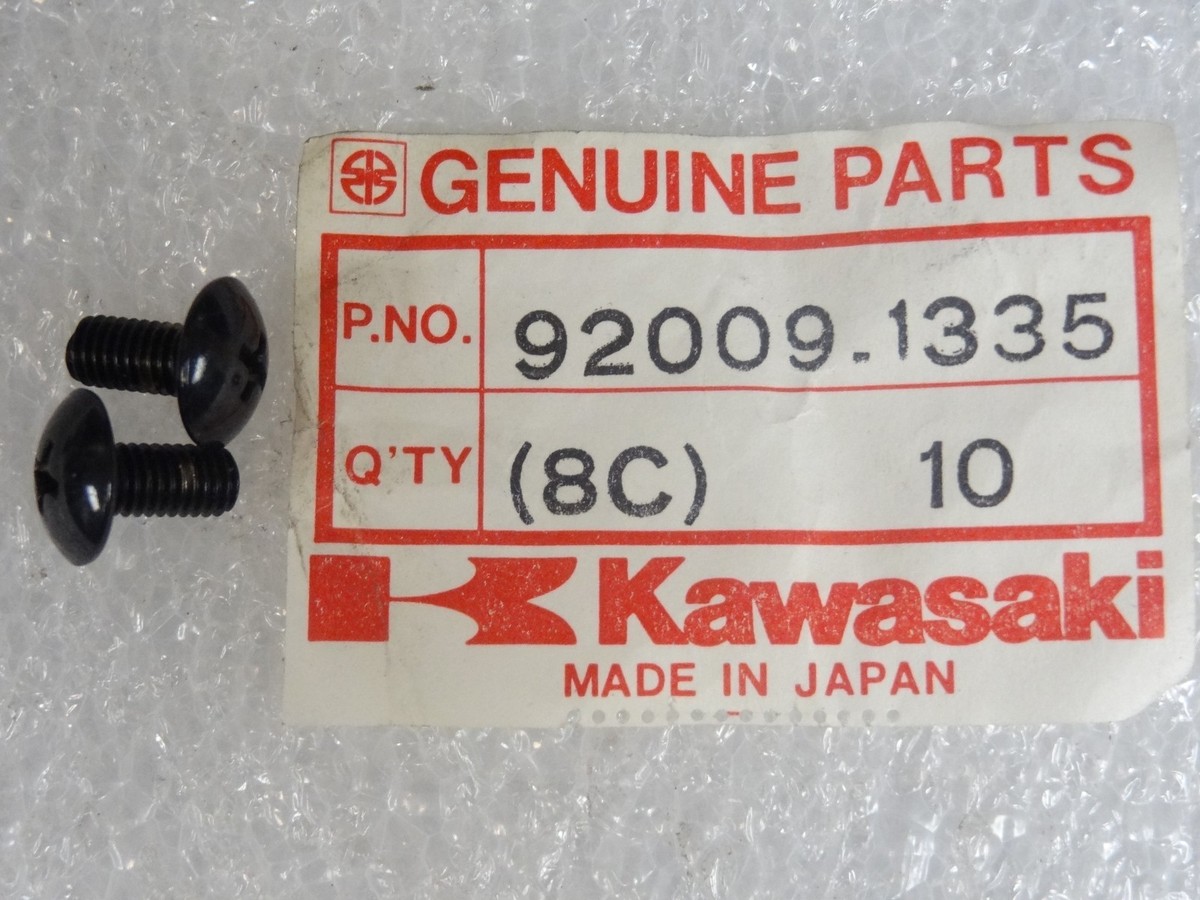 GENUINE PARTS
P.NO. 92009-1335
Q'TY (8C) 10
Kawasaki
MADE IN JAPAN